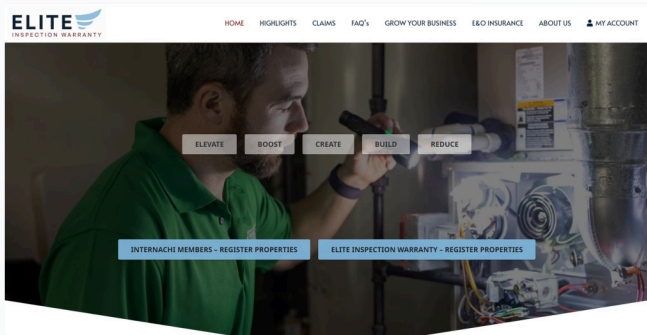 ELITE
INSPECTION WARRANTY
HOME HIGHLIGHTS CLAIMS FAQ's GROW YOUR BUSINESS E&O INSURANCE ABOUT US MY ACCOUNT
ELEVATE BOOST CREATE BUILD REDUCE
INTERNACHI MEMBERS – REGISTER PROPERTIES ELITE INSPECTION WARRANTY – REGISTER PROPERTIES